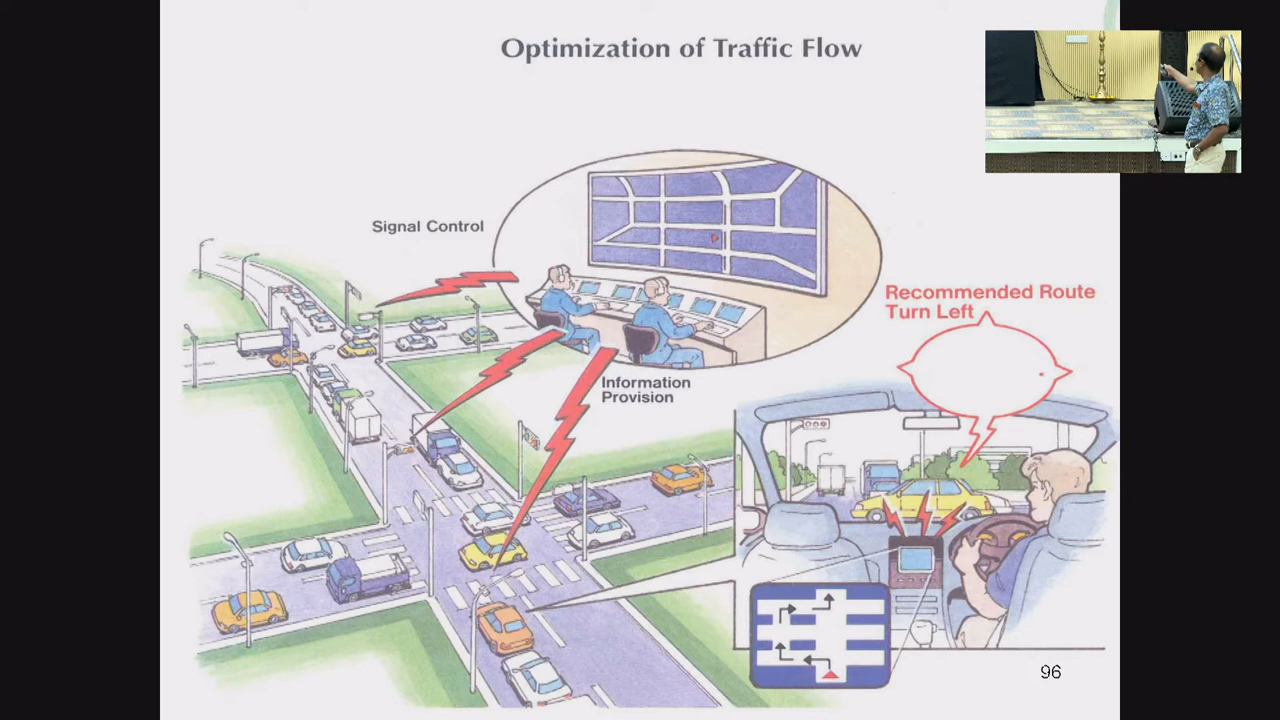 Optimization of Traffic Flow
Signal Control
Recommended Route
Turn Left
Information
Provision
96